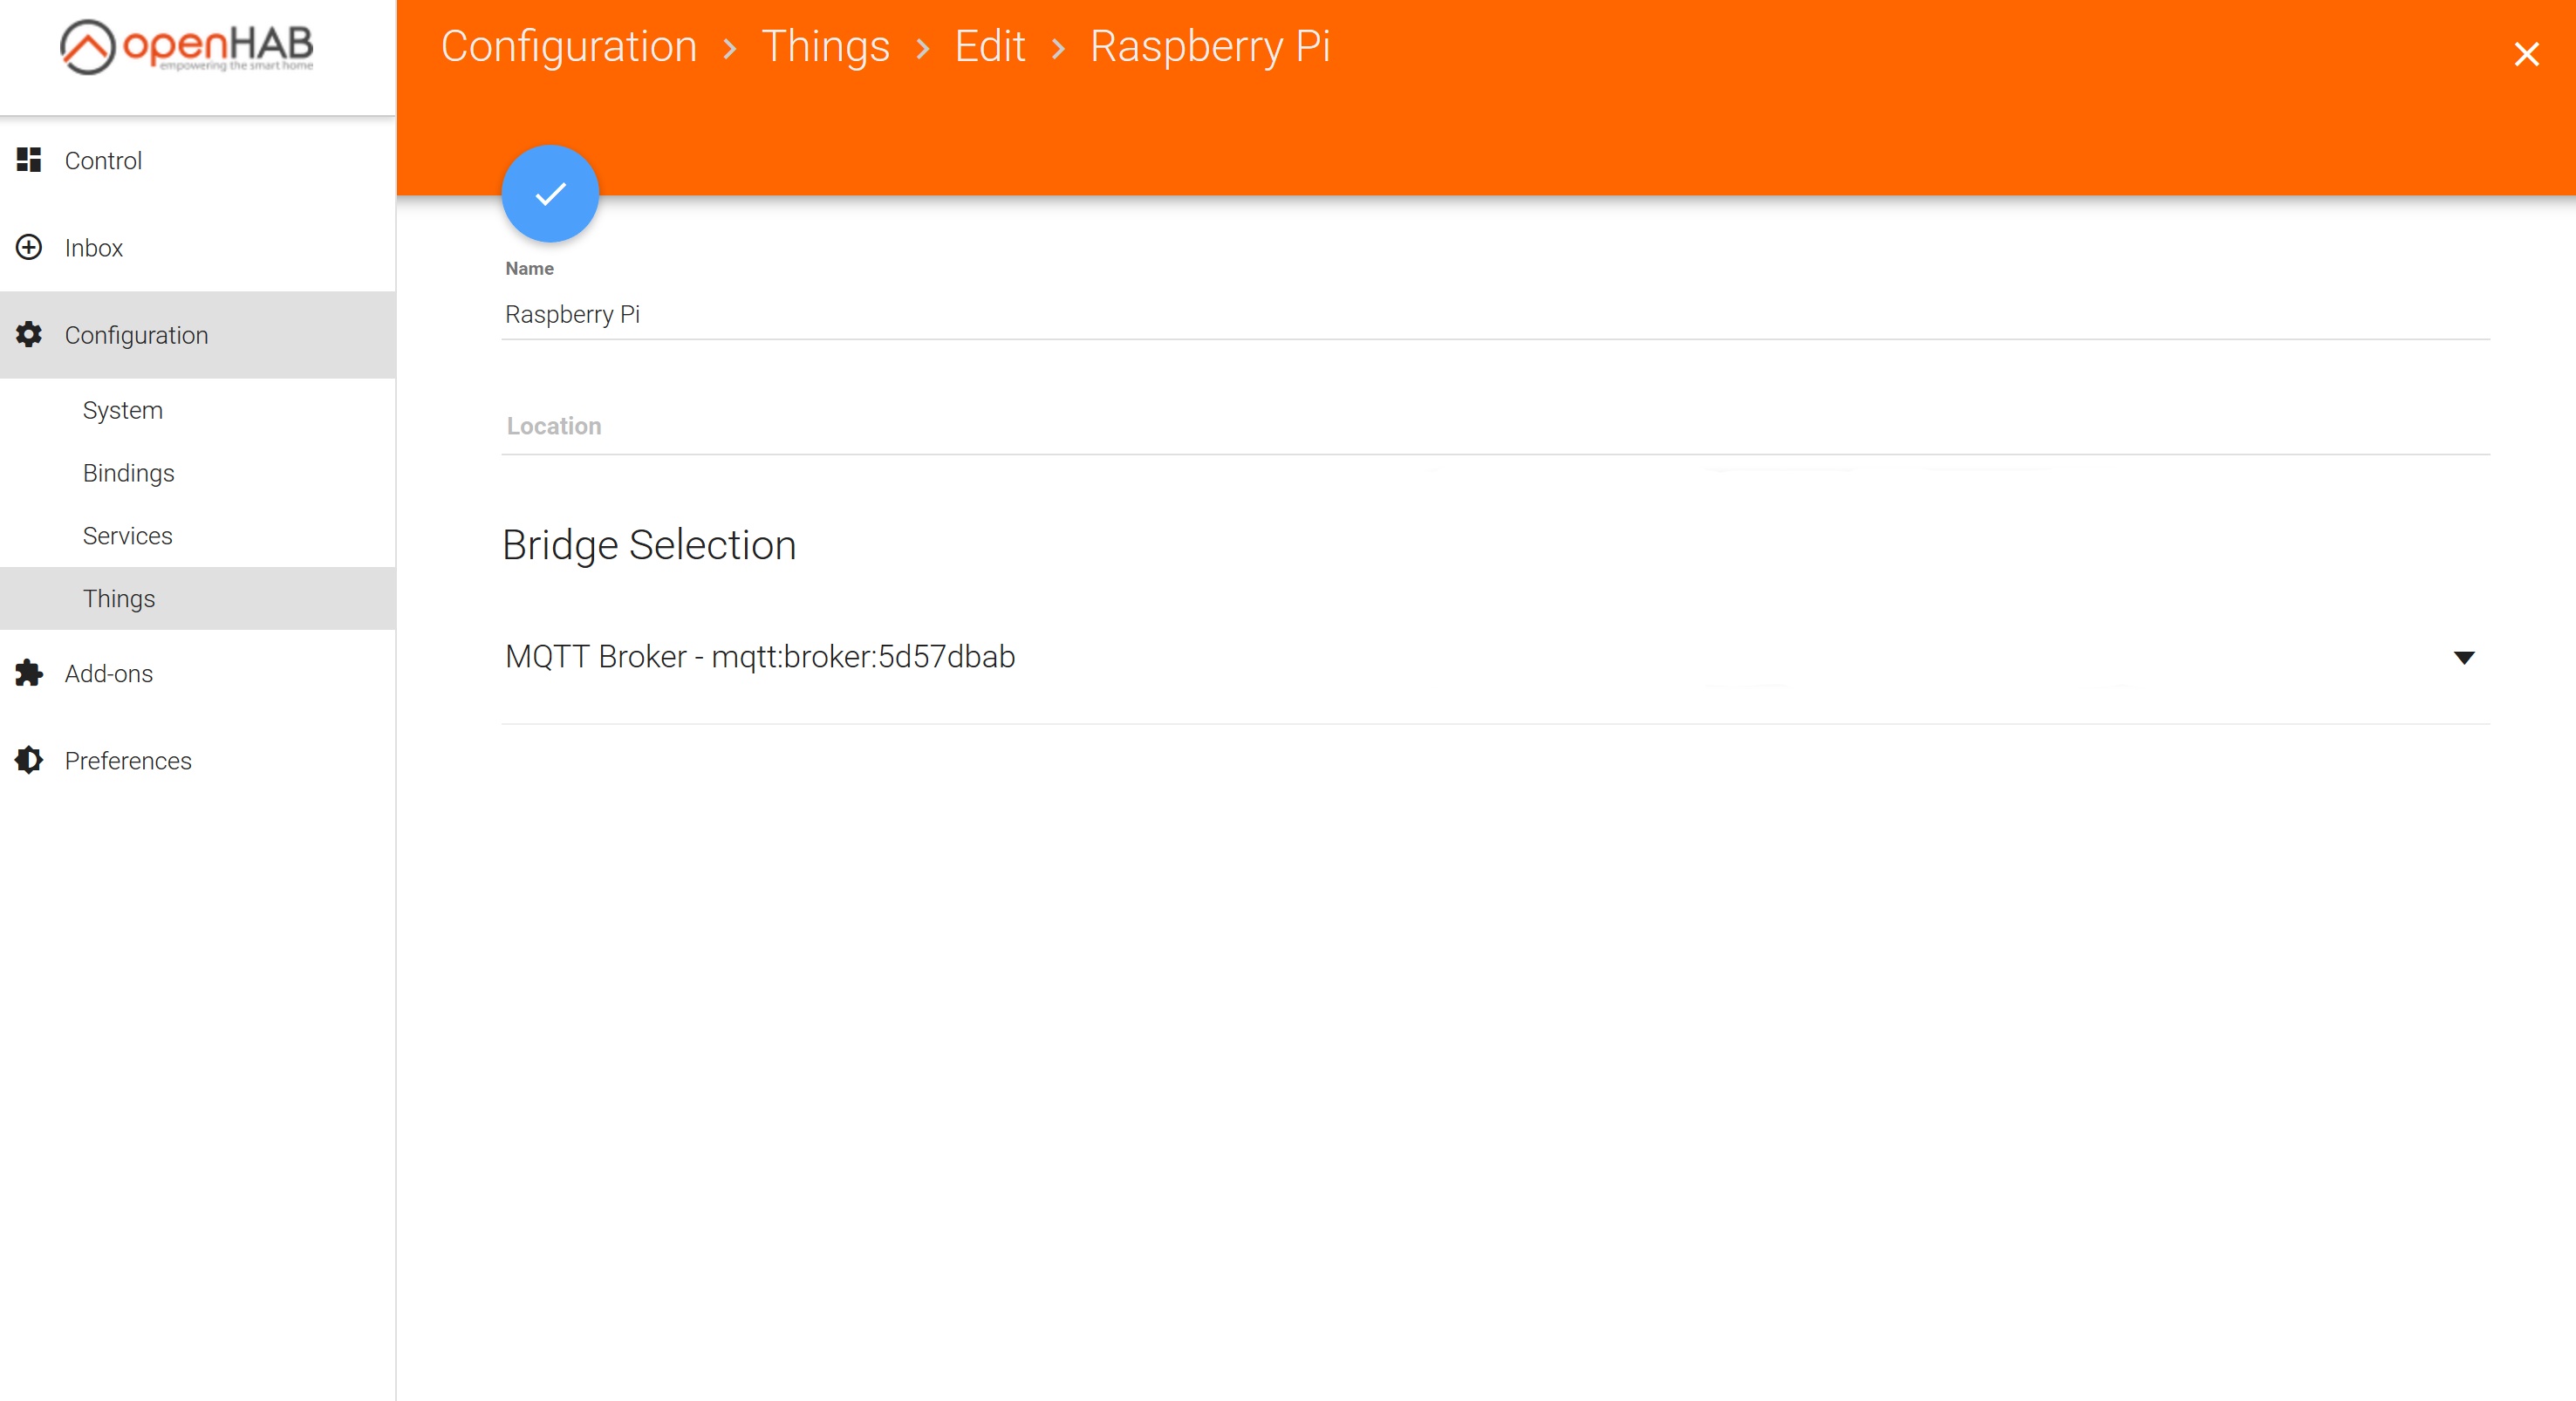 openHAB
empowering the smart home
Configuration > Things > Edit > Raspberry Pi
Control
Inbox
Configuration
System
Bindings
Services
Things
Add-ons
Preferences
Name
Raspberry Pi
Location
Bridge Selection
MQTT Broker - mqtt:broker:5d57dbab